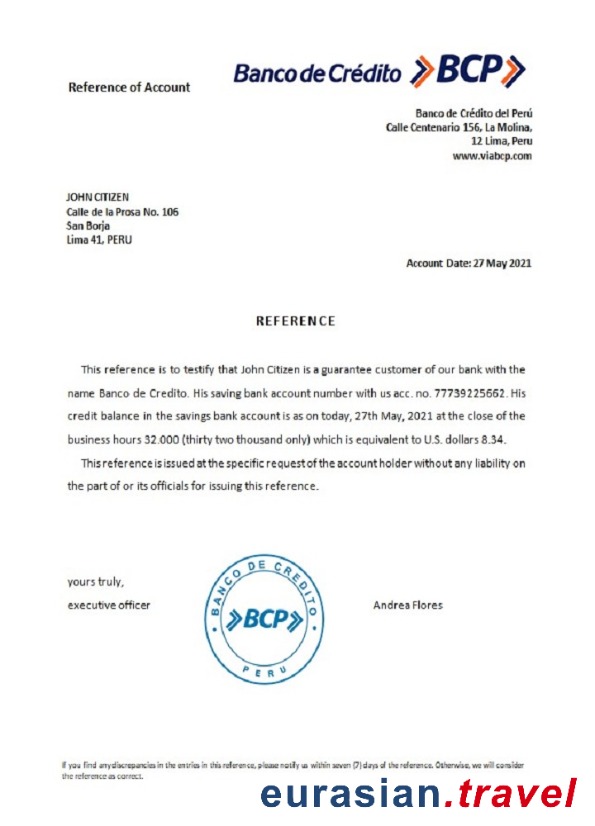 Reference of Account
Banco de Crédito BCP
Banco de Crédito del Perú
Calle Centenario 156, La Molina,
12 Lima, Peru
www.viabcp.com
JOHN CITIZEN
Calle de la Prosa No. 106
San Borja
Lima 41, PERU
Account Date: 27 May 2021
REFERENCE
This reference is to testify that John Citizen is a guarantee customer of our bank with the
name Banco de Credito. His saving bank account number with us acc. no. 77739225662. His
credit balance in the savings bank account is as on today, 27th May, 2021 at the close of the
business hours 32.000 (thirty two thousand only) which is equivalent to U.S. dollars 8.34.
This reference is issued at the specific request of the account holder without any liability on
the part of or its officials for issuing this reference.
yours truly,
executive officer
BANCO DE CREDITO
BCP
PERU
Andrea Flores
If you find any discrepancies in the entries in this reference, please notify us within seven (7) days of the reference. Otherwise, we will consider
the reference as correct.
eurasian.travel